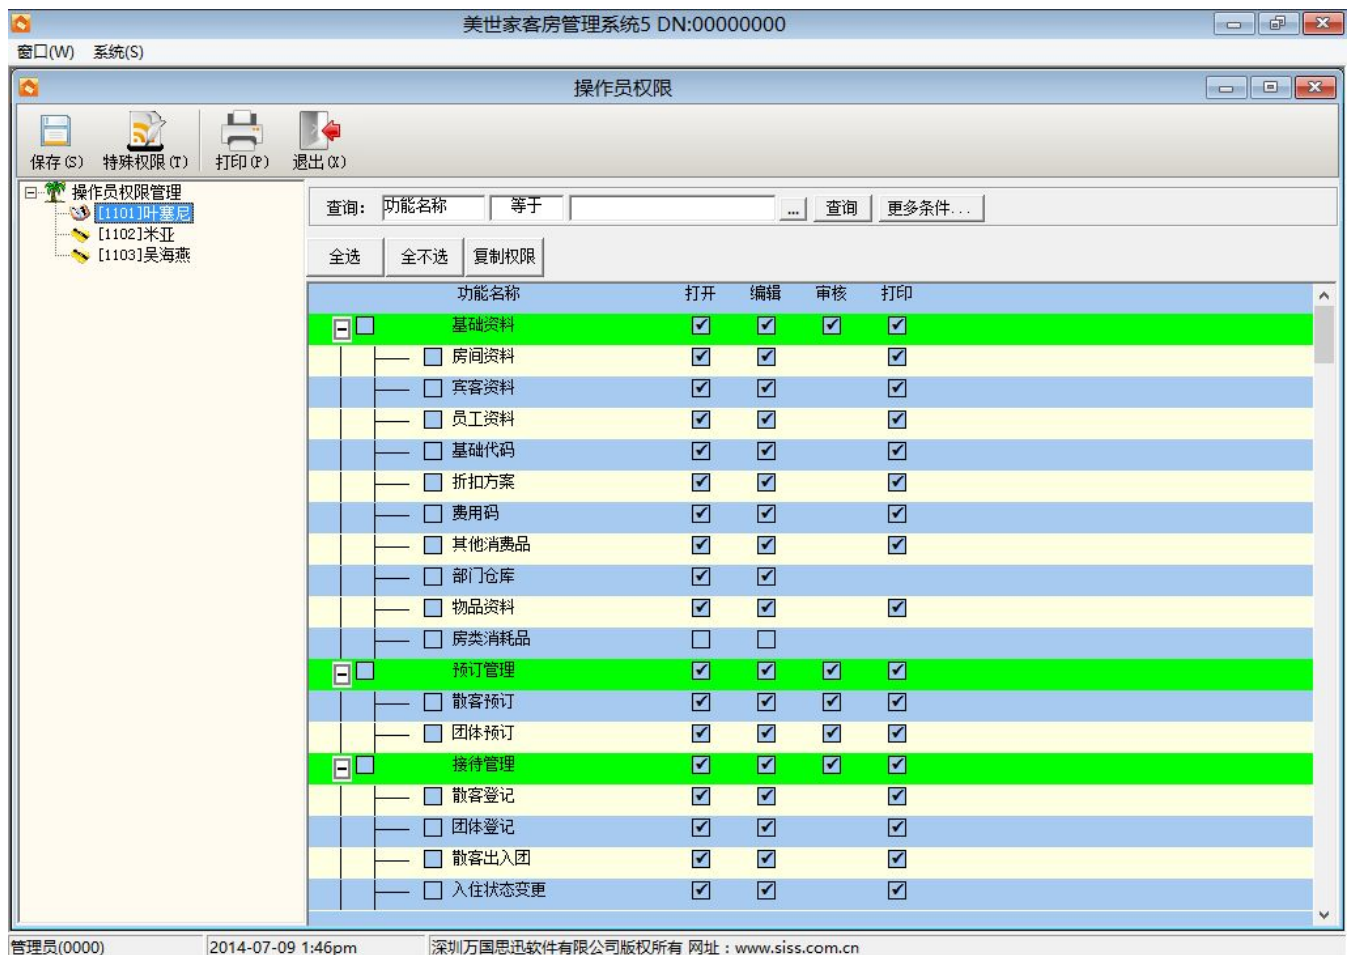 美世家客房管理系统5 DN:00000000
窗口(W) 系统(S)
操作员权限
保存(S) 特殊权限(T) 打印(P) 退出(X)
操作员权限管理
[1101]叶塞尼
[1102]米亚
[1103]吴海燕
查询: 功能名称 等于 ... 查询 更多条件...
全选 全不选 复制权限
功能名称 打开 编辑 审核 打印
基础资料
房间资料
宾客资料
员工资料
基础代码
折扣方案
费用码
其他消费品
部门仓库
物品资料
房类消耗品
预订管理
散客预订
团体预订
接待管理
散客登记
团体登记
散客出入团
入住状态变更
管理员(0000) 2014-07-09 1:46pm 深圳万国思迅软件有限公司版权所有 网址：www.siss.com.cn